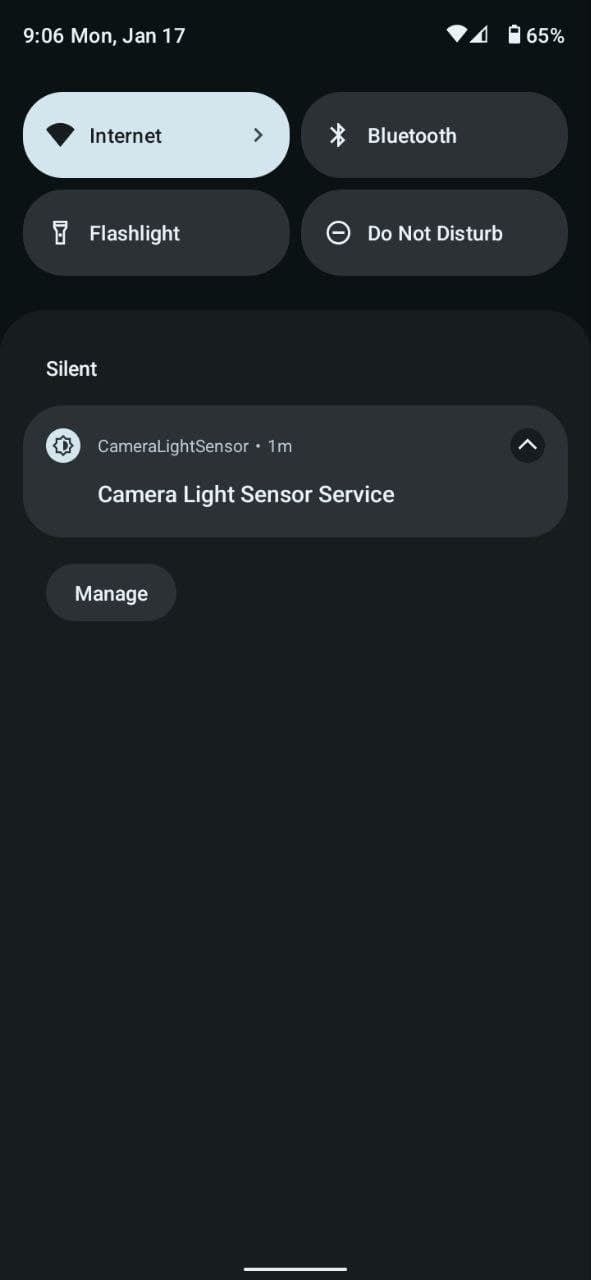 9:06 Mon, Jan 17 65%
Internet
Bluetooth
Flashlight
Do Not Disturb
Silent
CameraLightSensor • 1m
Camera Light Sensor Service
Manage